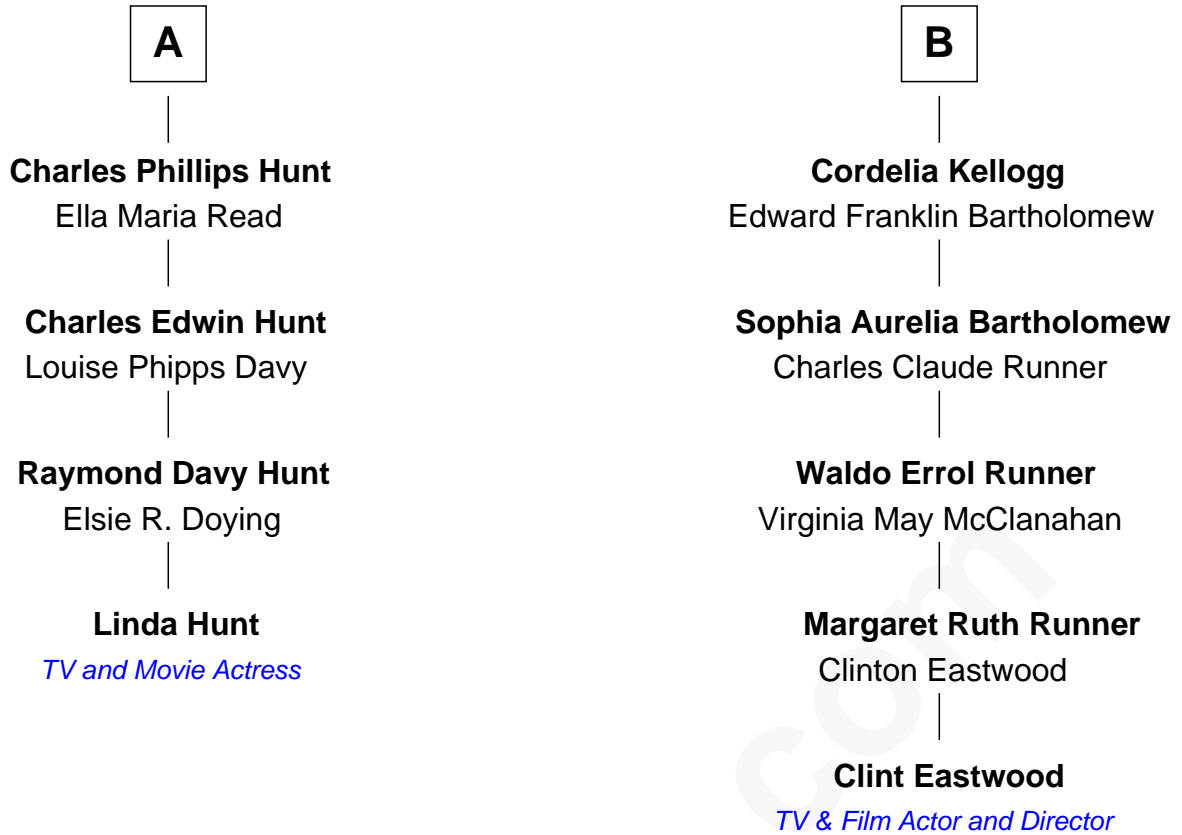 A
Charles Phillips Hunt
Ella Maria Read
Charles Edwin Hunt
Louise Phipps Davy
Raymond Davy Hunt
Elsie R. Doying
Linda Hunt
TV and Movie Actress
B
Cordelia Kellogg
Edward Franklin Bartholomew
Sophia Aurelia Bartholomew
Charles Claude Runner
Waldo Errol Runner
Virginia May McClanahan
Margaret Ruth Runner
Clinton Eastwood
Clint Eastwood
TV & Film Actor and Director
com